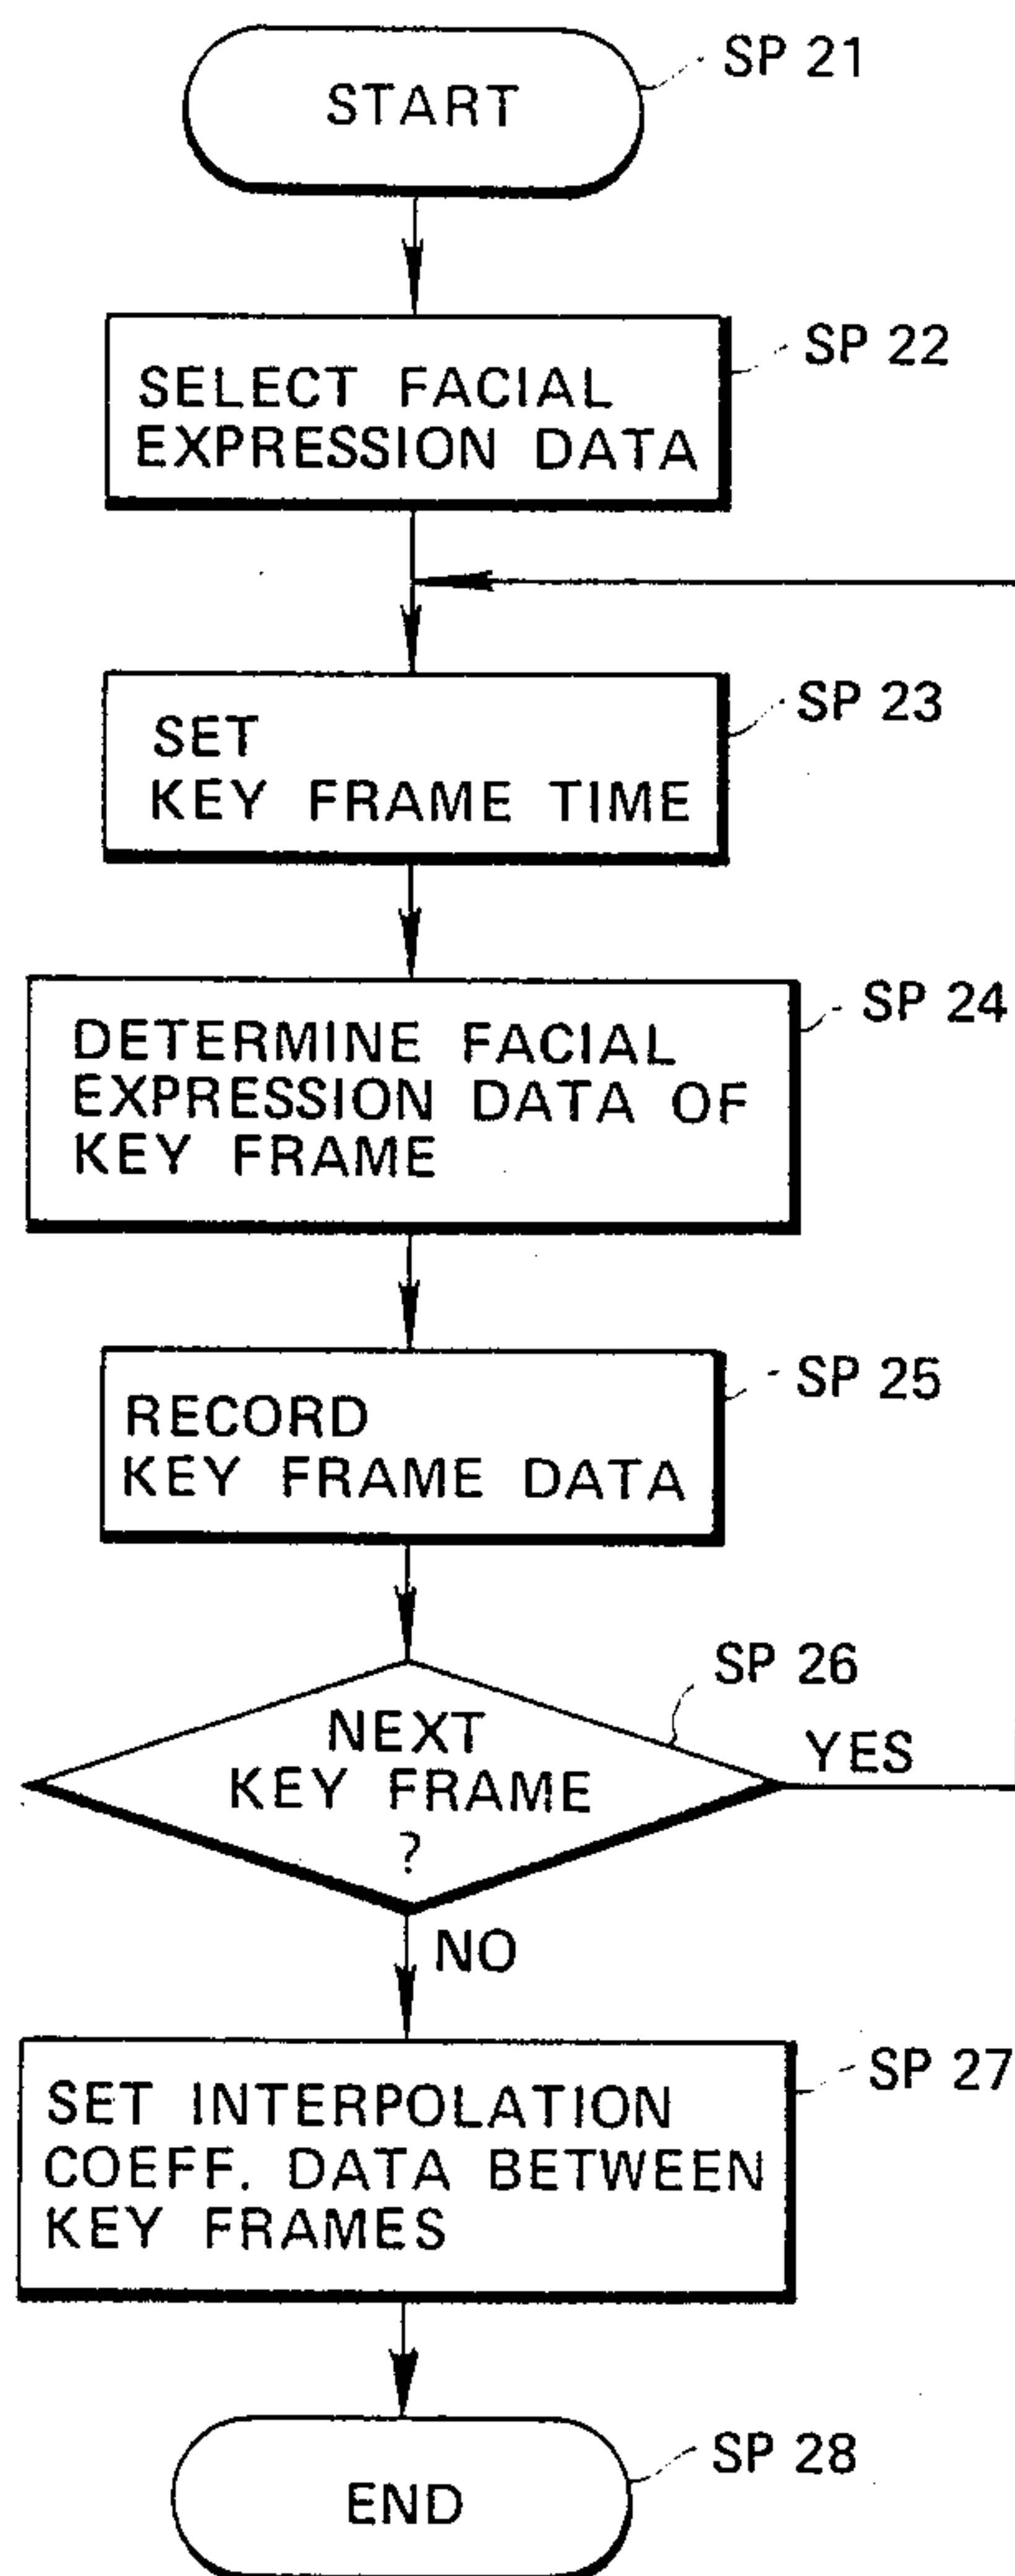 START
SP 21
SELECT FACIAL
EXPRESSION DATA
SP 22
SET
KEY FRAME TIME
SP 23
DETERMINE FACIAL
EXPRESSION DATA OF
KEY FRAME
SP 24
RECORD
KEY FRAME DATA
SP 25
NEXT
KEY FRAME
?
SP 26
YES
NO
SET INTERPOLATION
COEFF. DATA BETWEEN
KEY FRAMES
SP 27
END
SP 28